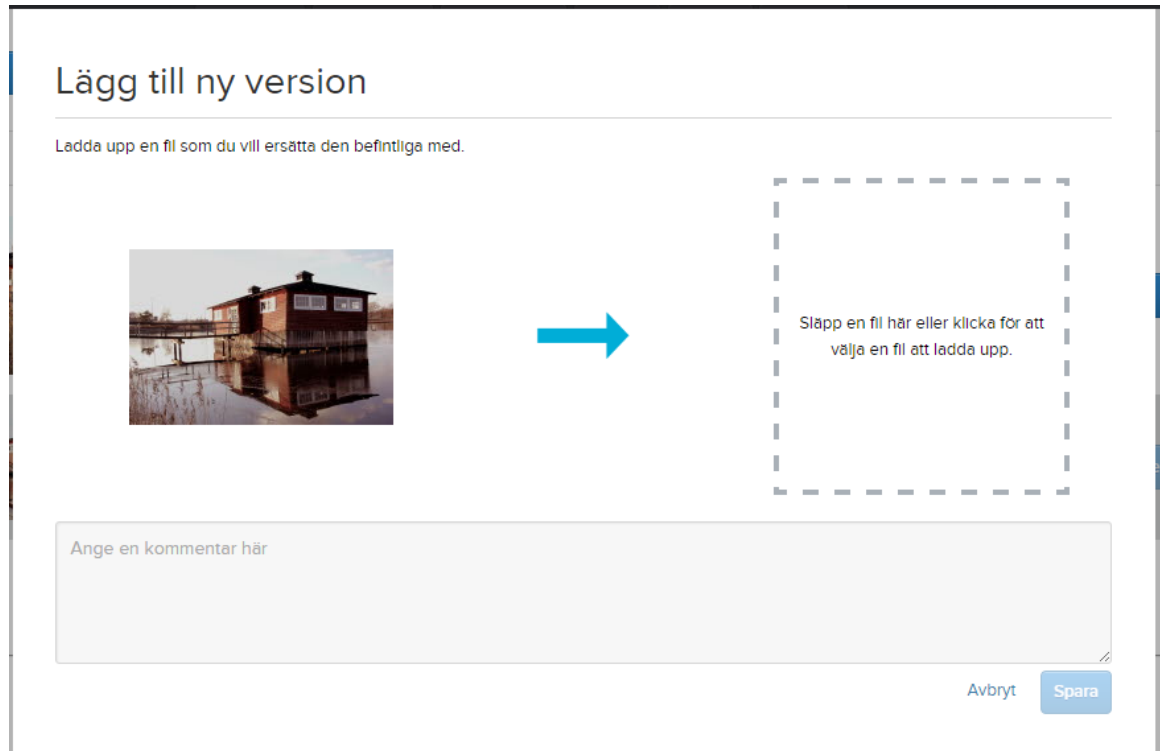 Lägg till ny version
Ladda upp en fil som du vill ersätta den befintliga med.
Släpp en fil här eller klicka för att
välja en fil att ladda upp.
Ange en kommentar här
Avbryt
Spara